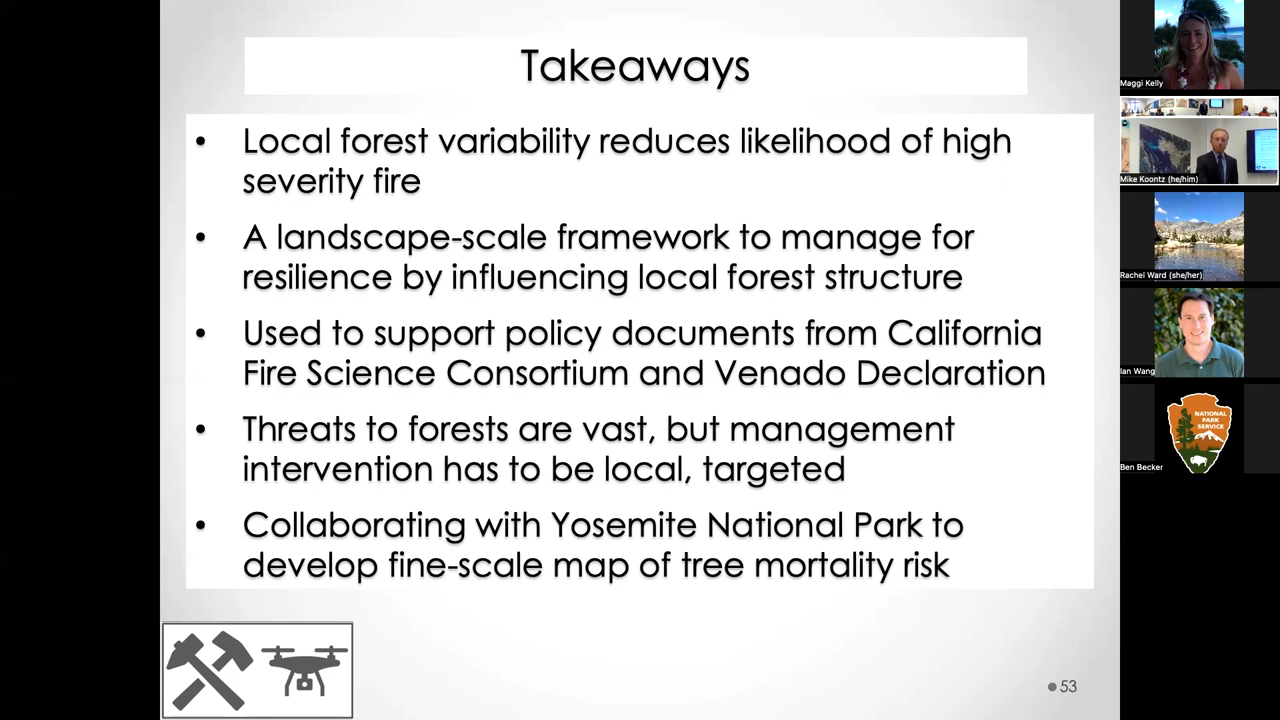 Takeaways
• Local forest variability reduces likelihood of high
severity fire
• A landscape-scale framework to manage for
resilience by influencing local forest structure
• Used to support policy documents from California
Fire Science Consortium and Venado Declaration
• Threats to forests are vast, but management
intervention has to be local, targeted
• Collaborating with Yosemite National Park to
develop fine-scale map of tree mortality risk
53
Maggi Kelly
Mike Koontz (he/him)
Rachel Ward (she/her)
Ian Wang
NATIONAL
PARK
SERVICE
Ben Becker